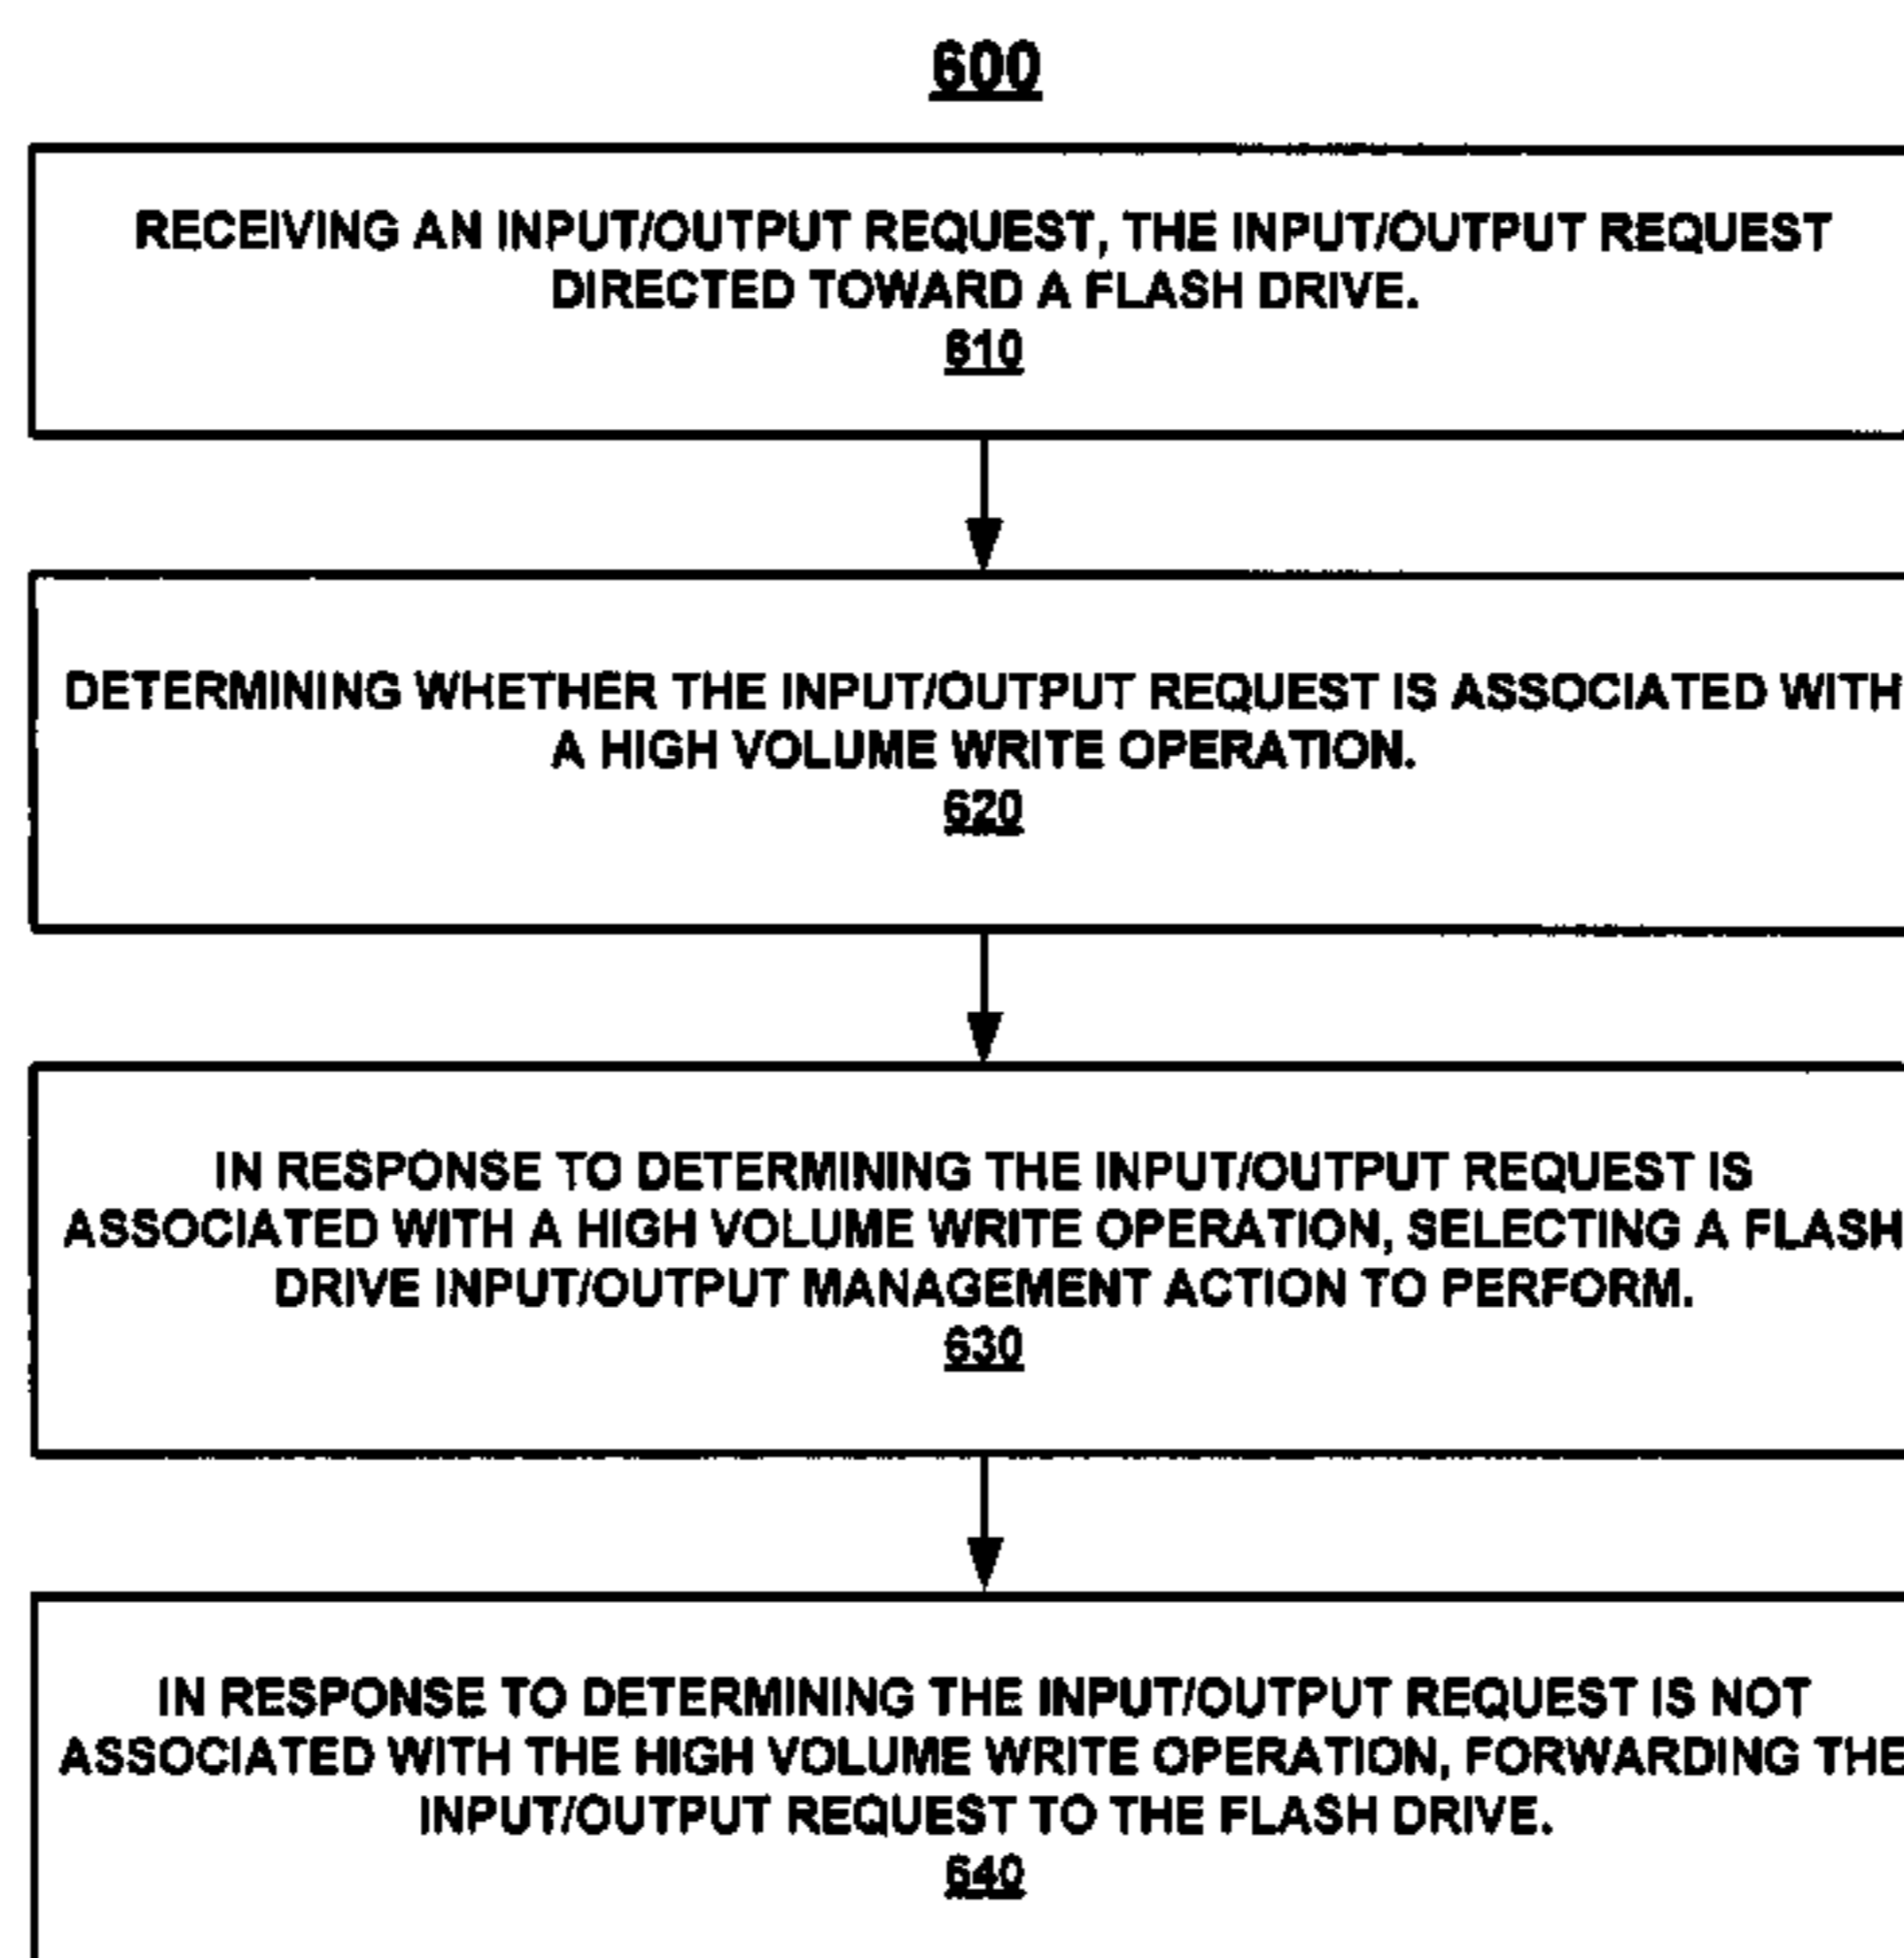 600
RECEIVING AN INPUT/OUTPUT REQUEST, THE INPUT/OUTPUT REQUEST
DIRECTED TOWARD A FLASH DRIVE.
610
DETERMINING WHETHER THE INPUT/OUTPUT REQUEST IS ASSOCIATED WITH
A HIGH VOLUME WRITE OPERATION.
620
IN RESPONSE TO DETERMINING THE INPUT/OUTPUT REQUEST IS
ASSOCIATED WITH A HIGH VOLUME WRITE OPERATION, SELECTING A FLASH
DRIVE INPUT/OUTPUT MANAGEMENT ACTION TO PERFORM.
630
IN RESPONSE TO DETERMINING THE INPUT/OUTPUT REQUEST IS NOT
ASSOCIATED WITH THE HIGH VOLUME WRITE OPERATION, FORWARDING THE
INPUT/OUTPUT REQUEST TO THE FLASH DRIVE.
640